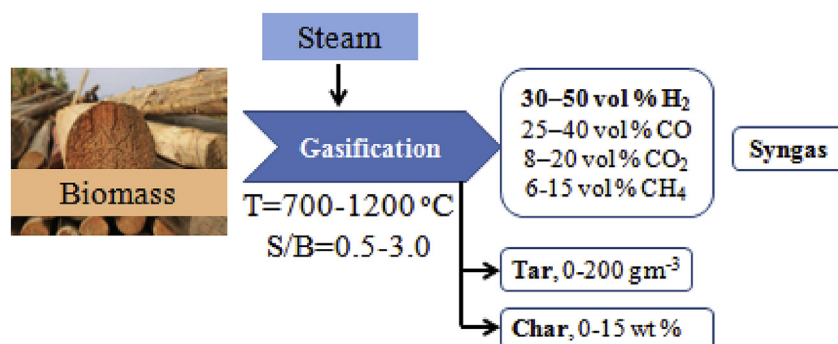 Steam
Biomass
Gasification
T=700-1200 ºC
S/B=0.5-3.0
30–50 vol % H₂
25–40 vol% CO
8–20 vol% CO₂
6-15 vol% CH₄
Syngas
Tar, 0-200 gm⁻³
Char, 0-15 wt %